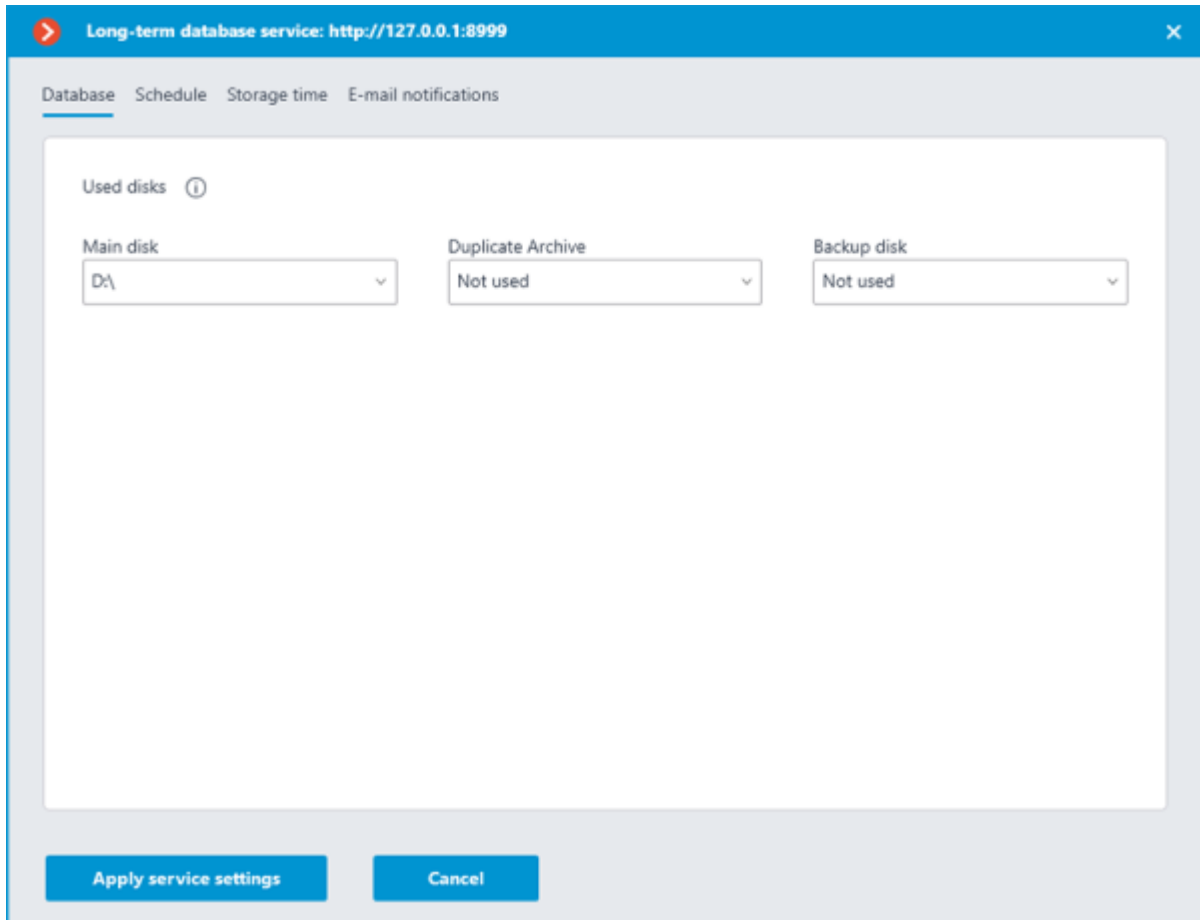 Long-term database service: http://127.0.0.1:8999
Database Schedule Storage time E-mail notifications
Used disks
Main disk Duplicate Archive Backup disk
D:\ Not used Not used
Apply service settings Cancel